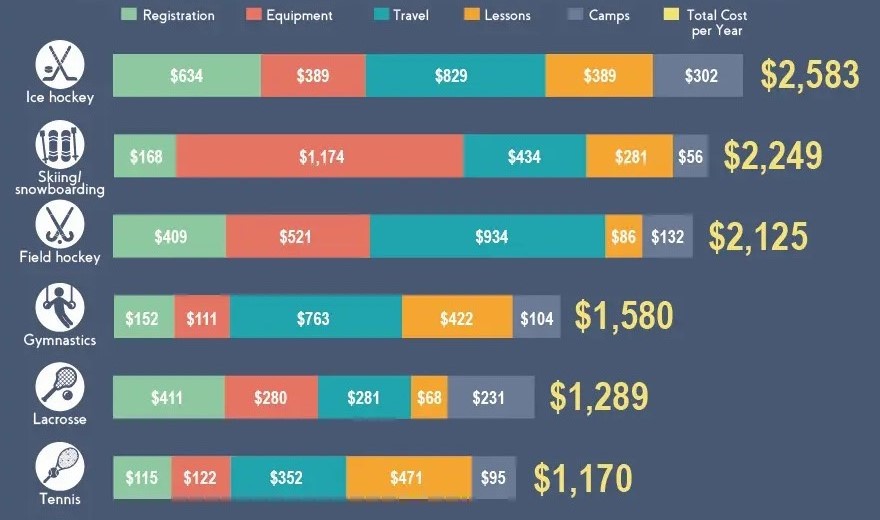 Registration Equipment Travel Lessons Camps Total Cost
per Year
$634 $389 $829 $389 $302 $2,583
Ice hockey
$168 $1,174 $434 $281 $56 $2,249
Skiing/
snowboarding
$409 $521 $934 $86 $132 $2,125
Field hockey
$152 $111 $763 $422 $104 $1,580
Gymnastics
$411 $280 $281 $68 $231 $1,289
Lacrosse
$115 $122 $352 $471 $95 $1,170
Tennis